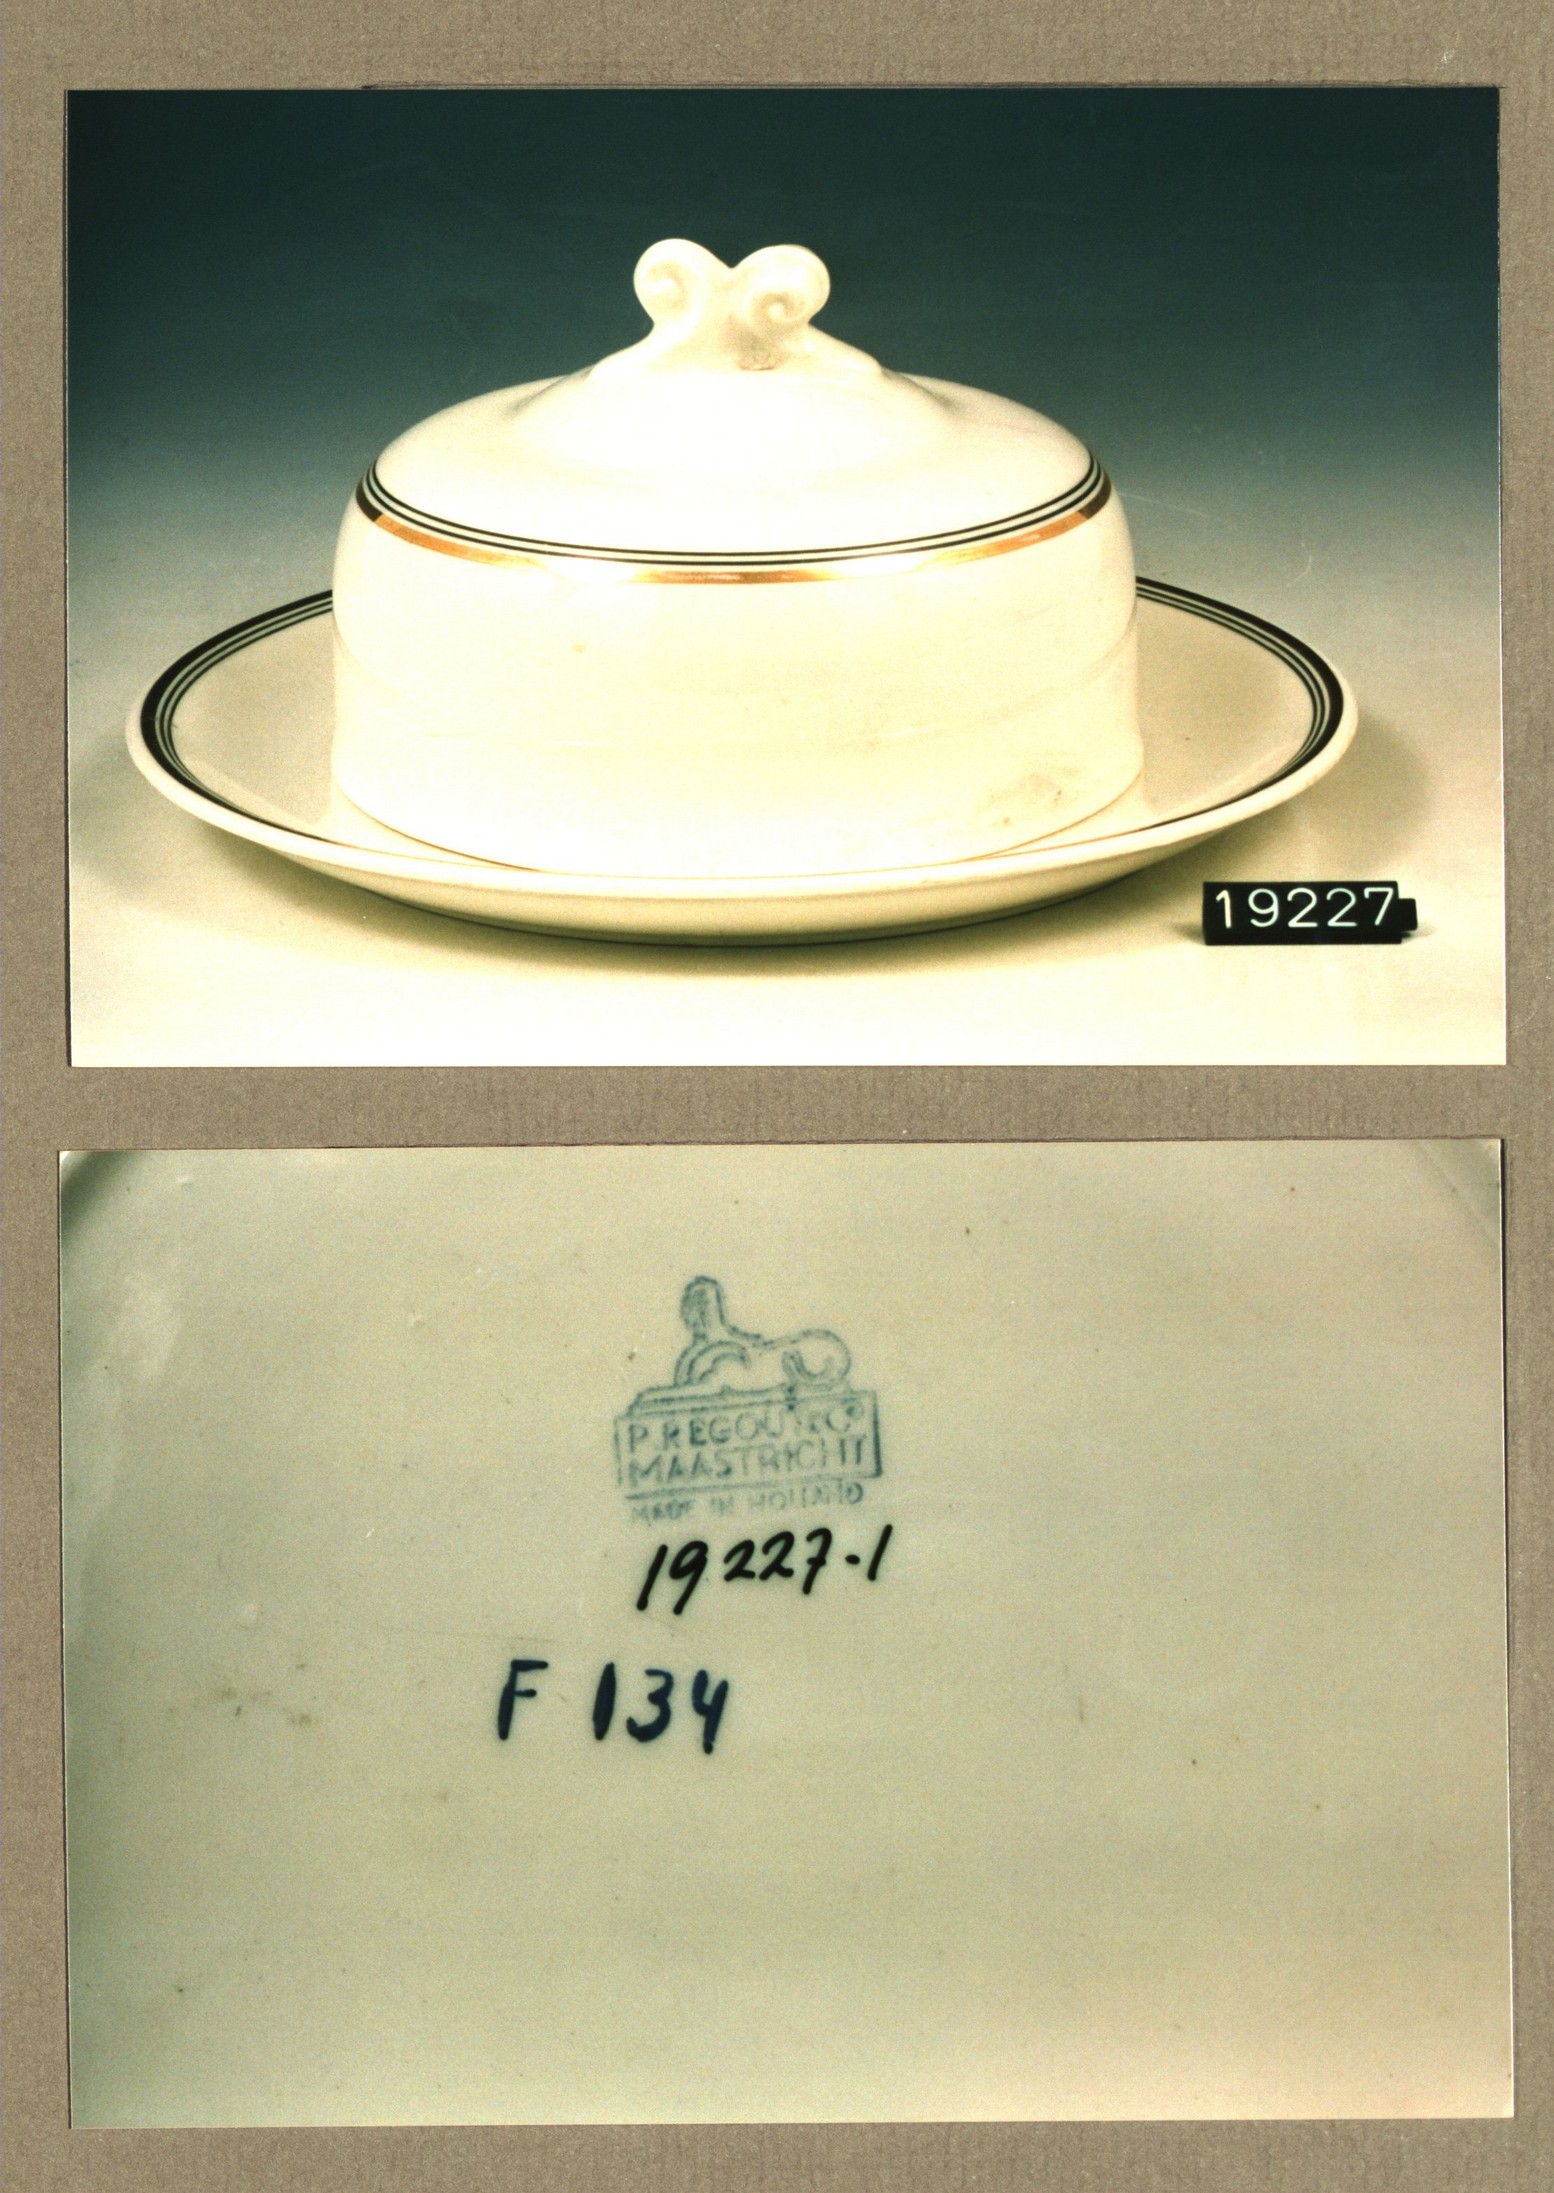 19227
P. REGOUT & Co
MAASTRICHT
MADE IN HOLLAND
19227-1
F 134